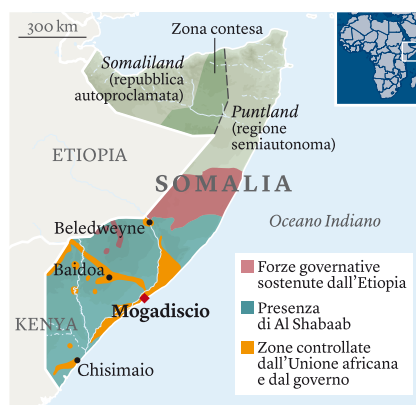 300 km
Zona contesa
Somaliland
(repubblica
autoproclamata)
Puntland
(regione
semiautonoma)
ETIOPIA
SOMALIA
Beledweyne
Oceano Indiano
Baidoa
Mogadiscio
KENYA
Chisimaio
Forze governative
sostenute dall'Etiopia
Presenza
di Al Shabaab
Zone controllate
dall'Unione africana
e dal governo